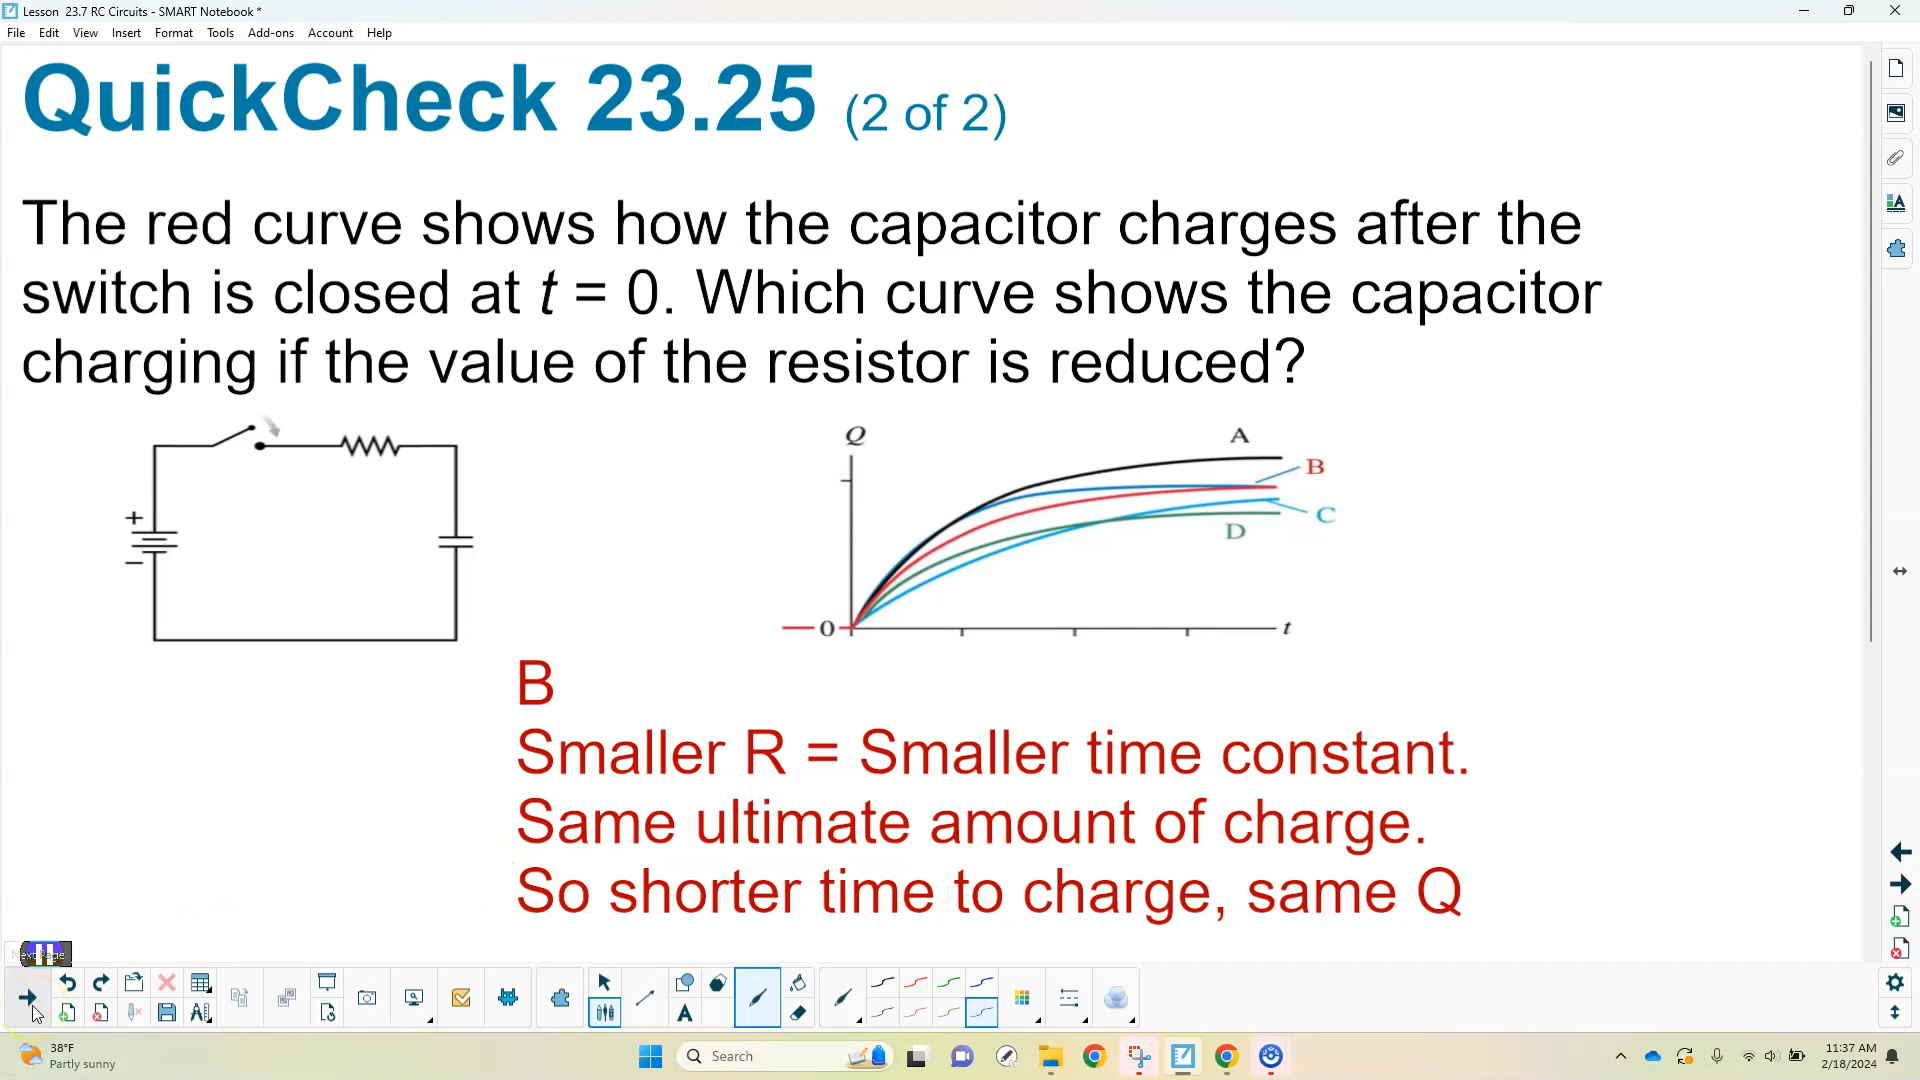 Lesson 23.7 RC Circuits - SMART Notebook *
File Edit View Insert Format Tools Add-ons Account Help
QuickCheck 23.25 (2 of 2)
The red curve shows how the capacitor charges after the
switch is closed at t = 0. Which curve shows the capacitor
charging if the value of the resistor is reduced?
+
−
Q
A
B
C
D
0
t
B
Smaller R = Smaller time constant.
Same ultimate amount of charge.
So shorter time to charge, same Q
Next Page
38°F
Partly sunny
Search
11:37 AM
2/18/2024